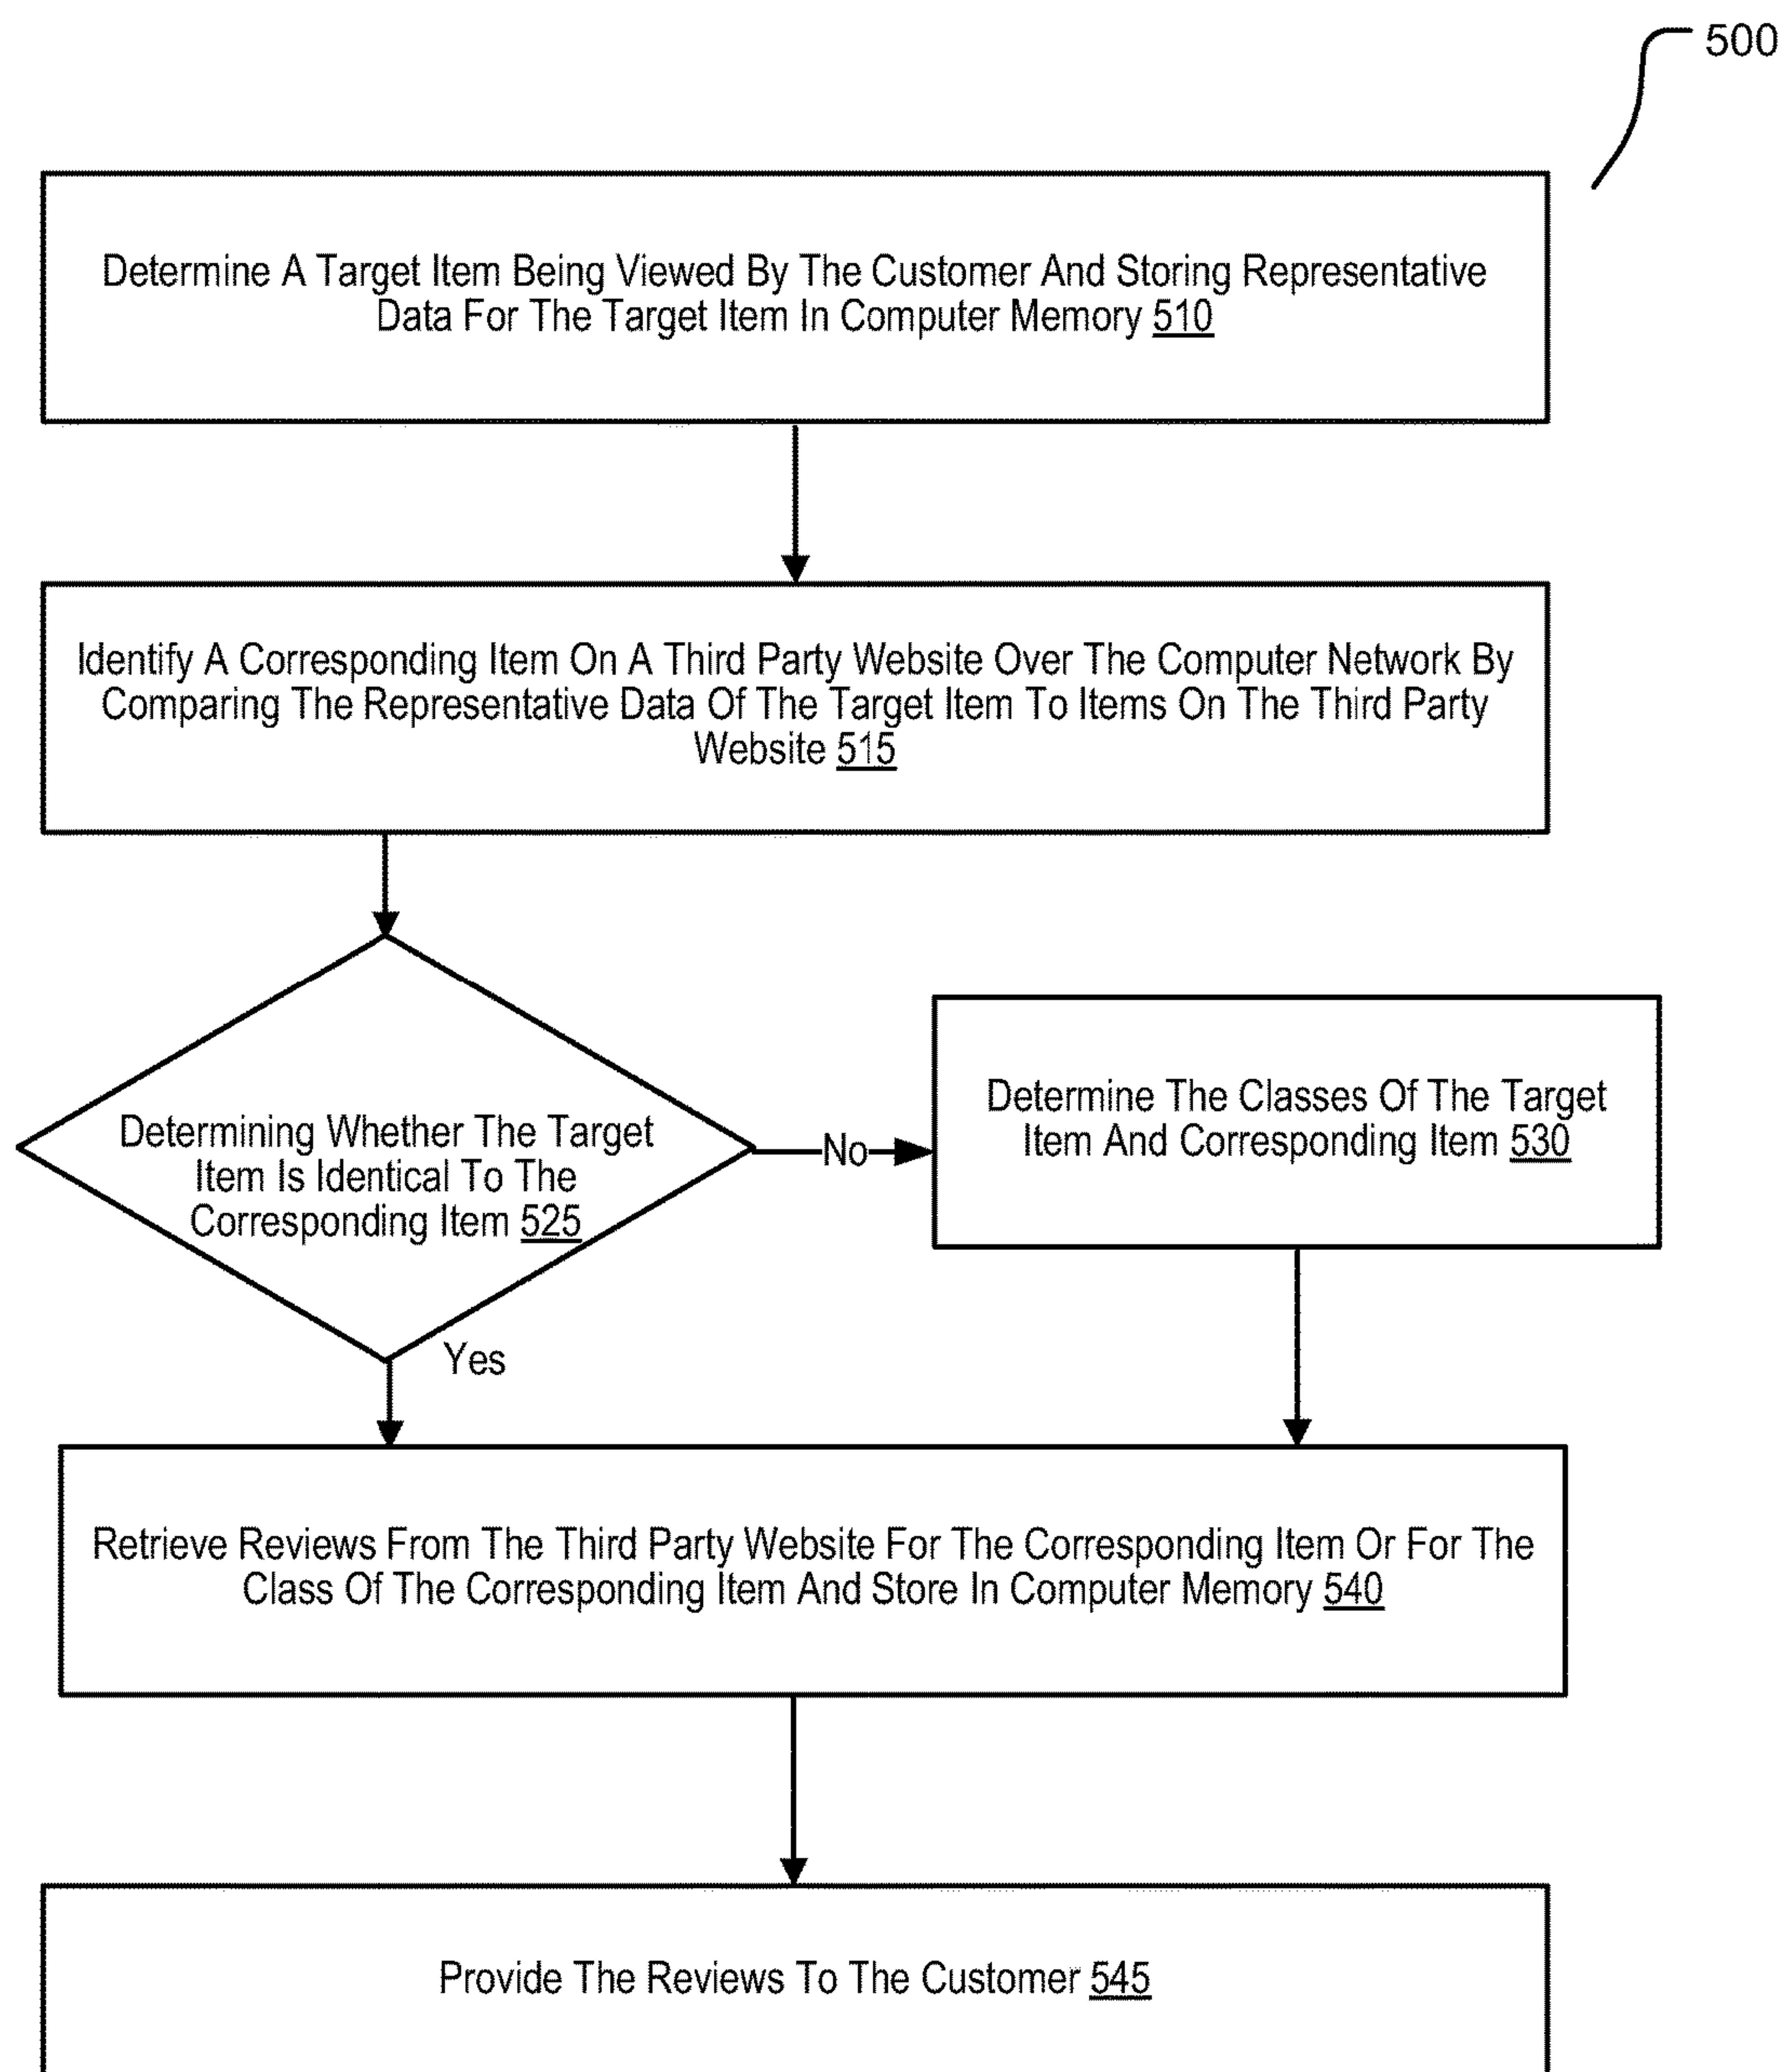 500
Determine A Target Item Being Viewed By The Customer And Storing Representative
Data For The Target Item In Computer Memory 510
Identify A Corresponding Item On A Third Party Website Over The Computer Network By
Comparing The Representative Data Of The Target Item To Items On The Third Party
Website 515
Determining Whether The Target
Item Is Identical To The
Corresponding Item 525
No
Determine The Classes Of The Target
Item And Corresponding Item 530
Yes
Retrieve Reviews From The Third Party Website For The Corresponding Item Or For The
Class Of The Corresponding Item And Store In Computer Memory 540
Provide The Reviews To The Customer 545